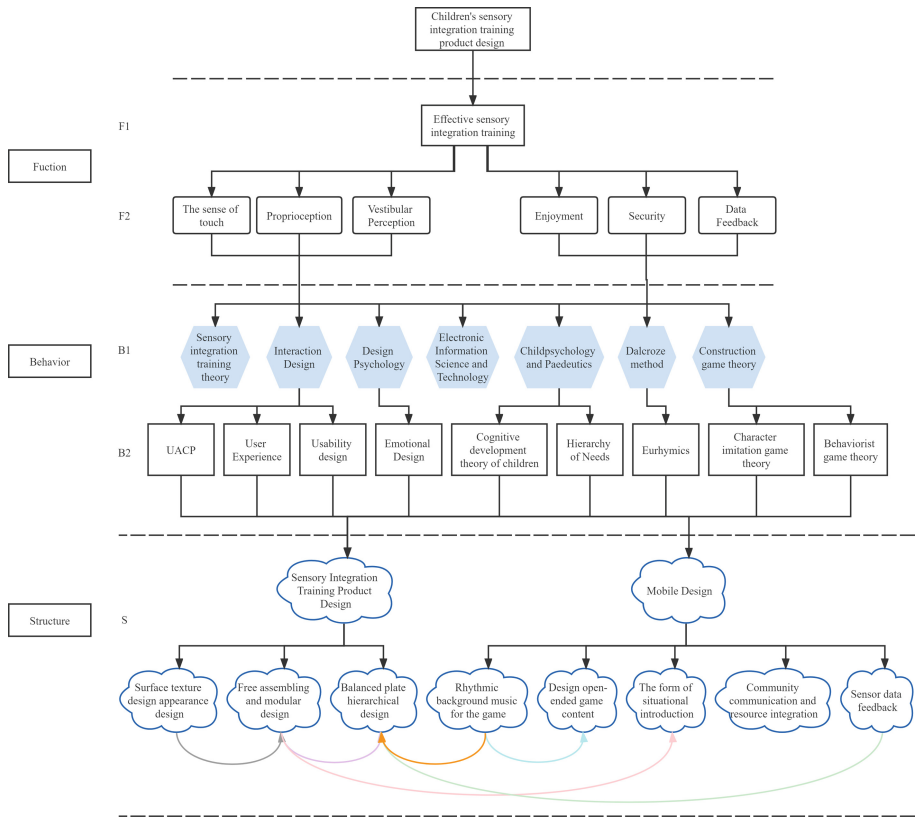 Children's sensory
integration training
product design
F1
Effective sensory
integration training
Fuction
F2
The sense of
touch
Proprioception
Vestibular
Perception
Enjoyment
Security
Data
Feedback
Behavior
B1
Sensory
integration
training
theory
Interaction
Design
Design
Psychology
Electronic
Information
Science and
Technology
Childpsychology
and Paedeutics
Dalcroze
method
Construction
game theory
B2
UACP
User
Experience
Usability
design
Emotional
Design
Cognitive
development
theory of children
Hierarchy
of Needs
Eurhymics
Character
imitation game
theory
Behaviorist
game theory
Structure
S
Sensory Integration
Training Product
Design
Mobile Design
Surface texture
design appearance
design
Free assembling
and modular
design
Balanced plate
hierarchical
design
Rhythmic
background music
for the game
Design open-
ended game
content
The form of
situational
introduction
Community
communication and
resource integration
Sensor data
feedback